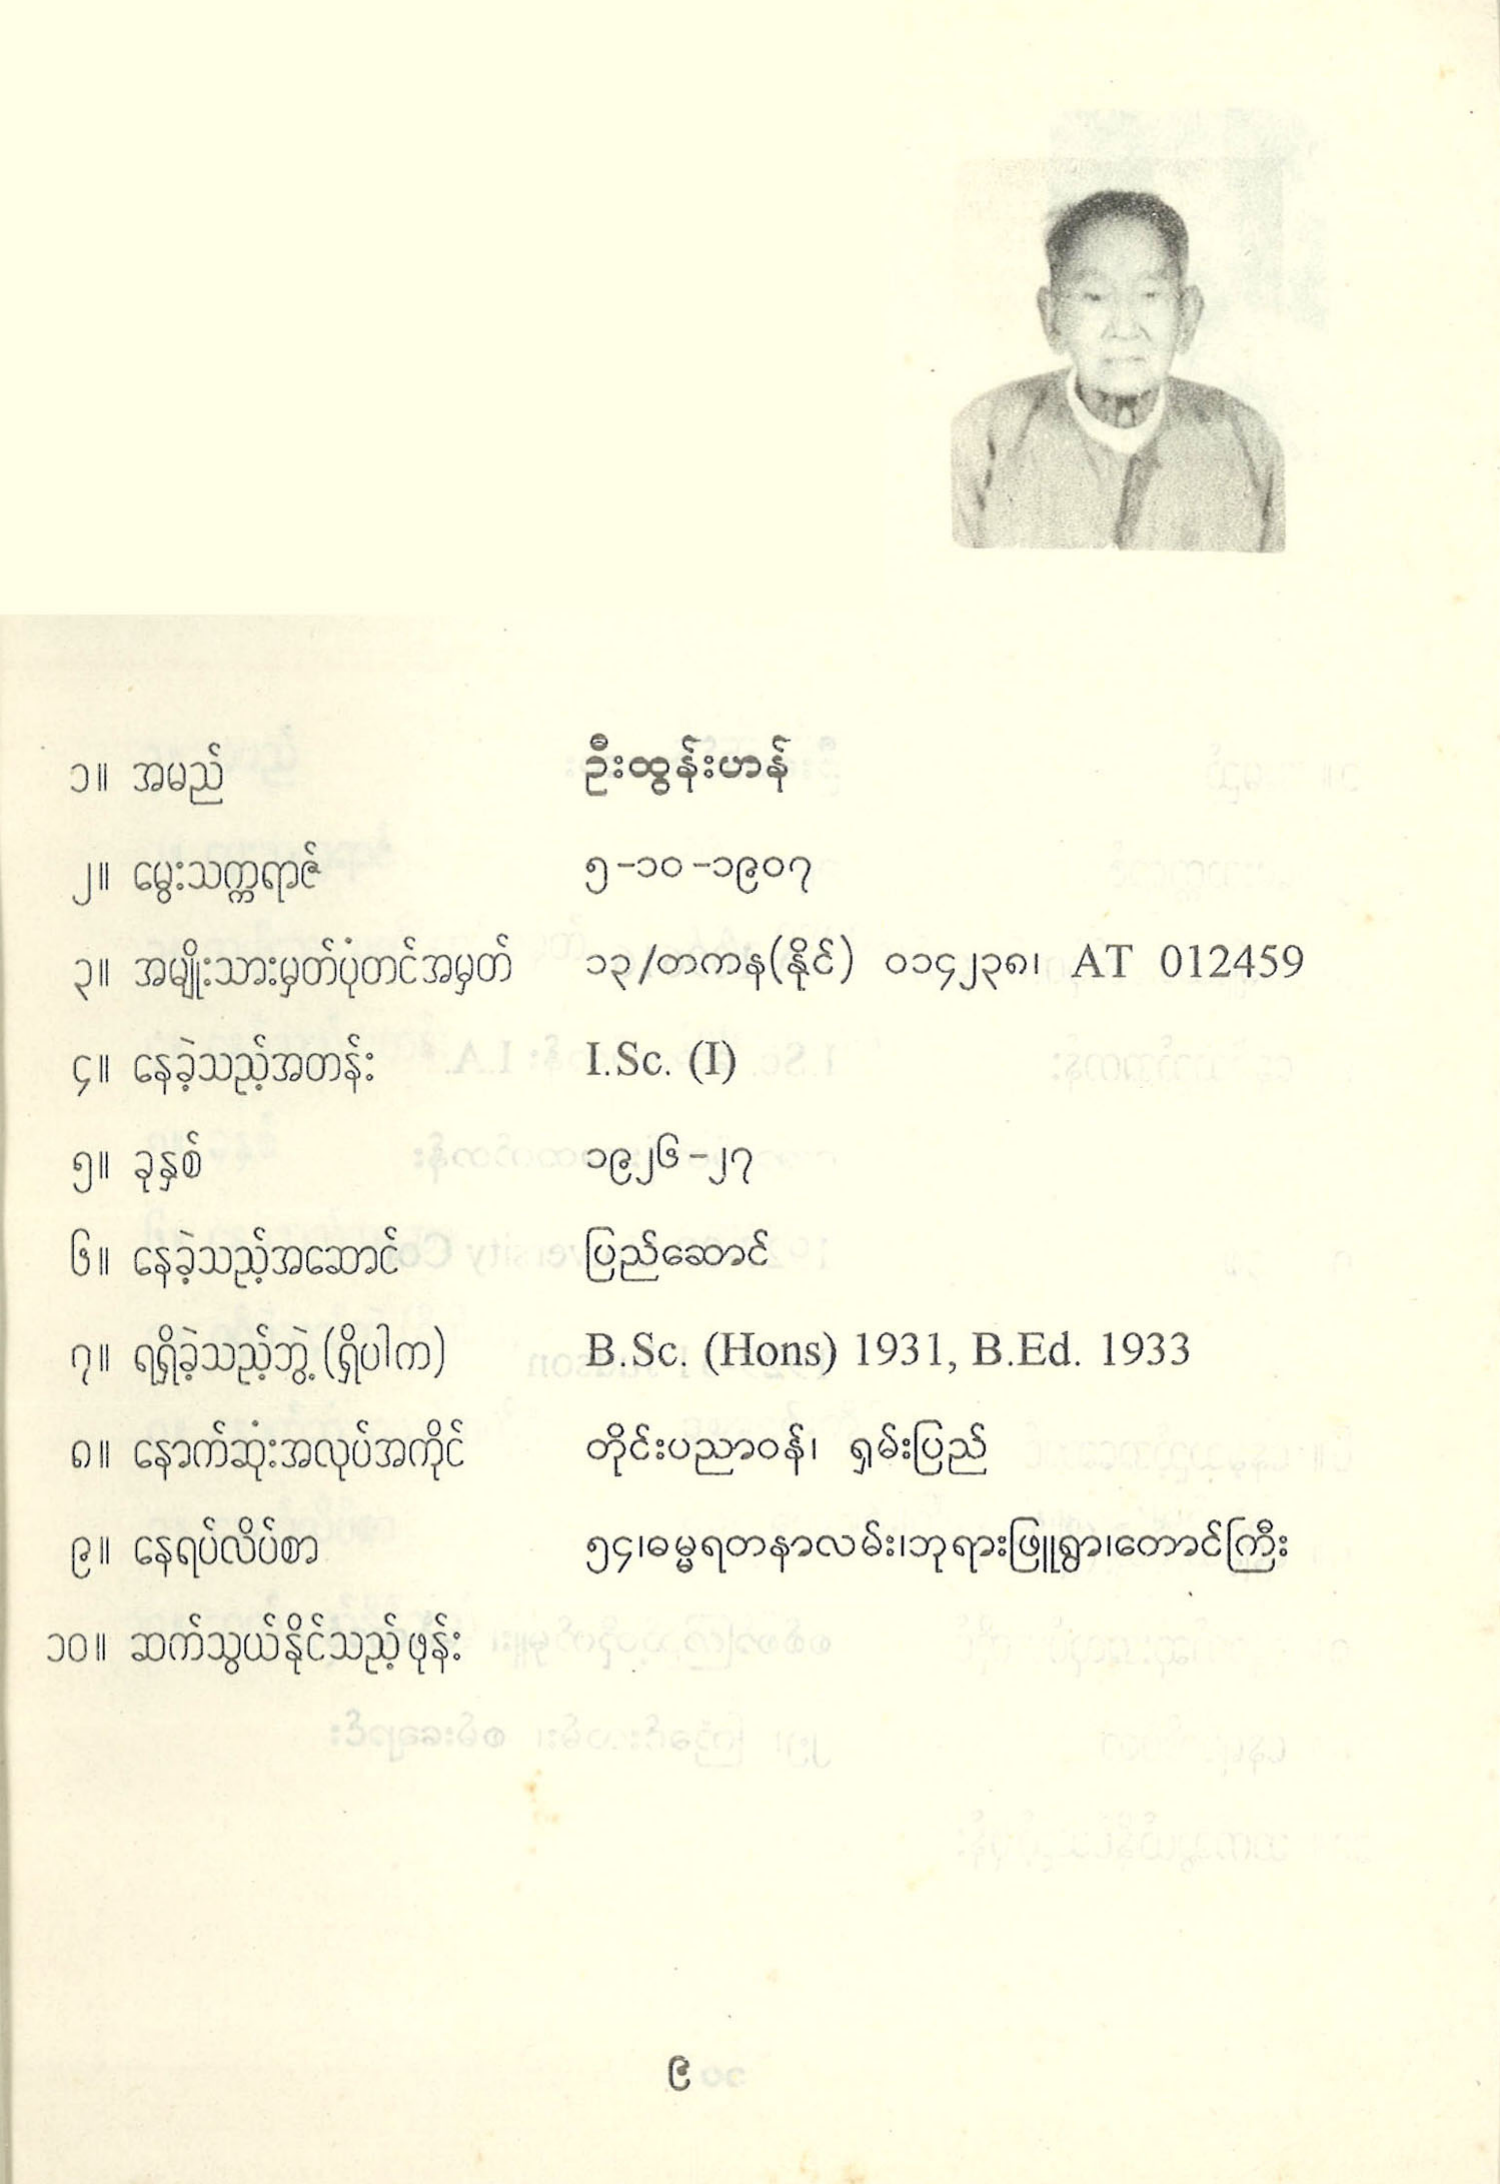 ၁။ အမည် ဦးထွန်းဟန်
၂။ မွေးသက္ကရာဇ် ၅-၁၀-၁၉၀၇
၃။ အမျိုးသားမှတ်ပုံတင်အမှတ် ၁၃/တကန(နိုင်) ၀၁၄၂၃၈၊ AT 012459
၄။ နေခဲ့သည့်အတန်း I.Sc. (I)
၅။ ခုနှစ် ၁၉၂၆-၂၇
၆။ နေခဲ့သည့်အဆောင် ပြည်ဆောင်
၇။ ရရှိခဲ့သည့်ဘွဲ့(ရှိပါက) B.Sc. (Hons) 1931, B.Ed. 1933
၈။ နောက်ဆုံးအလုပ်အကိုင် တိုင်းပညာဝန်၊ ရှမ်းပြည်
၉။ နေရပ်လိပ်စာ ၅၄၊ဓမ္မရတနာလမ်း၊ဘုရားဖြူရွာ၊တောင်ကြီး
၁၀။ ဆက်သွယ်နိုင်သည့်ဖုန်း
၉